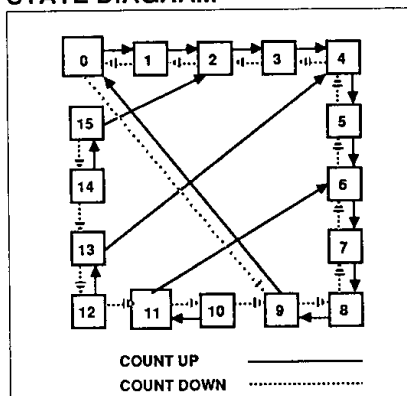 STATE DIAGRAM
0 1 2 3 4
15 5
14 6
13 7
12 11 10 9 8
COUNT UP
COUNT DOWN